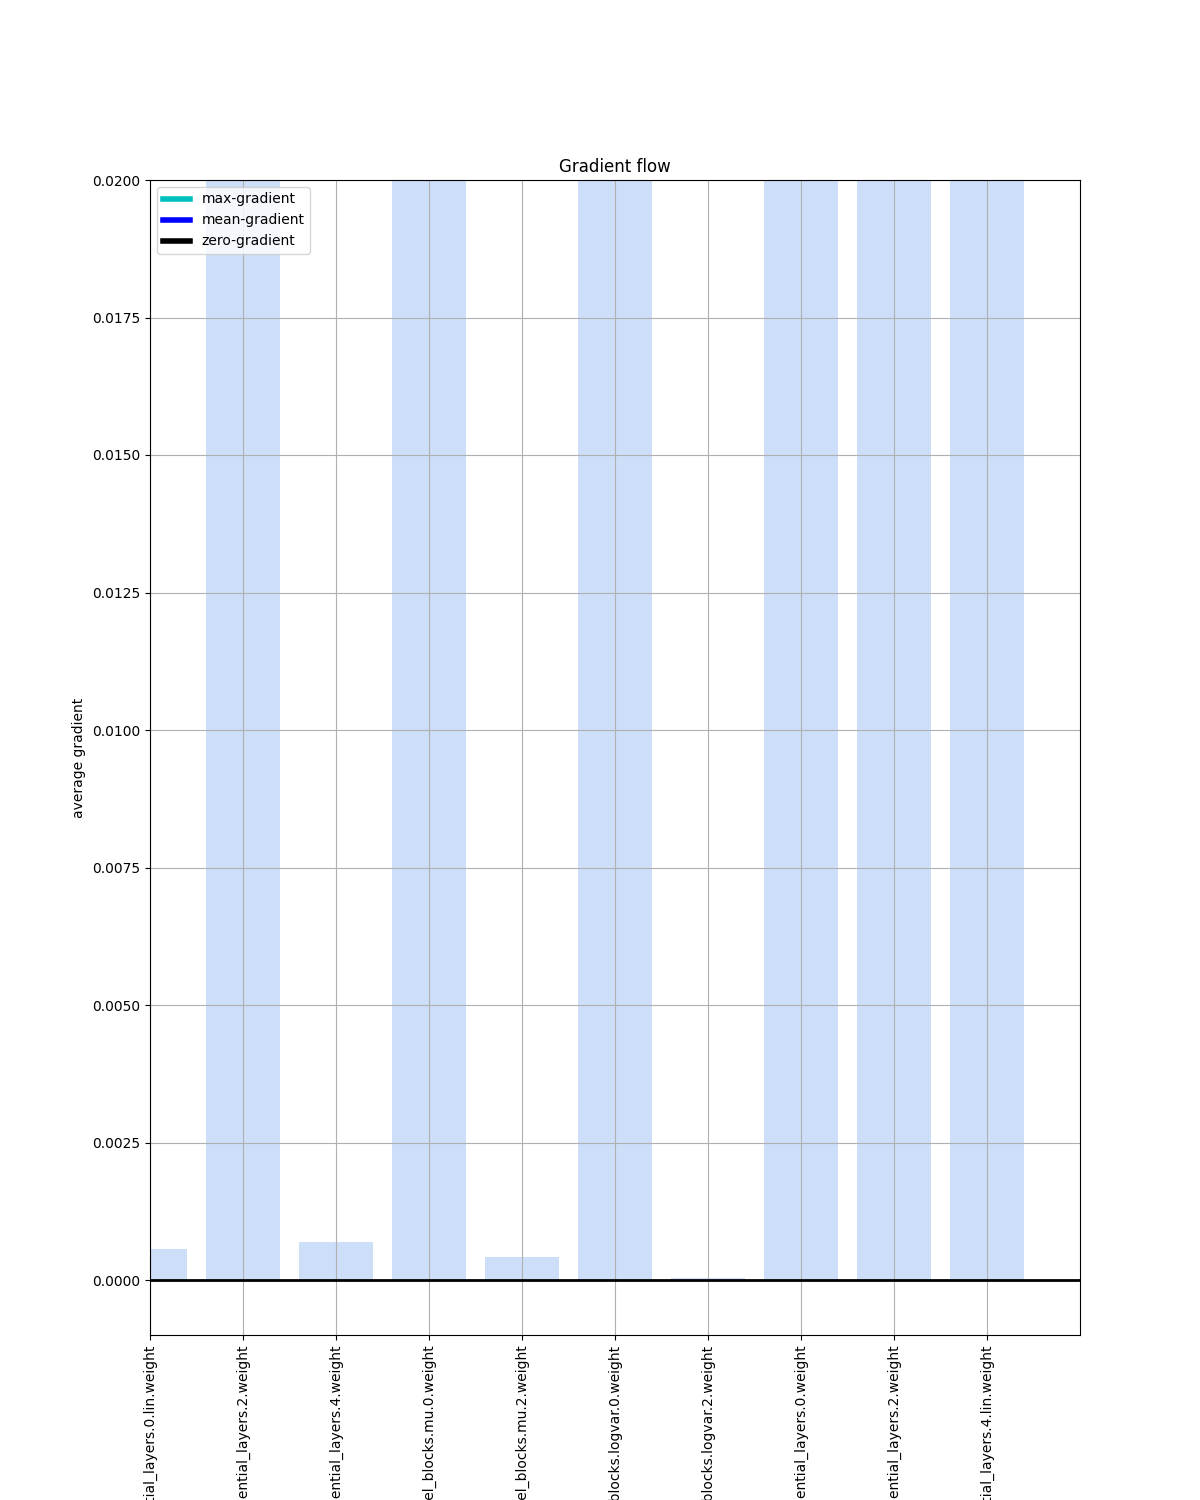 Gradient flow
max-gradient
mean-gradient
zero-gradient
0.0200
0.0175
0.0150
0.0125
0.0100
0.0075
0.0050
0.0025
0.0000
average gradient
tial_layers.0.lin.weight
ential_layers.2.weight
ential_layers.4.weight
el_blocks.mu.0.weight
el_blocks.mu.2.weight
blocks.logvar.0.weight
blocks.logvar.2.weight
ential_layers.0.weight
ential_layers.2.weight
tial_layers.4.lin.weight